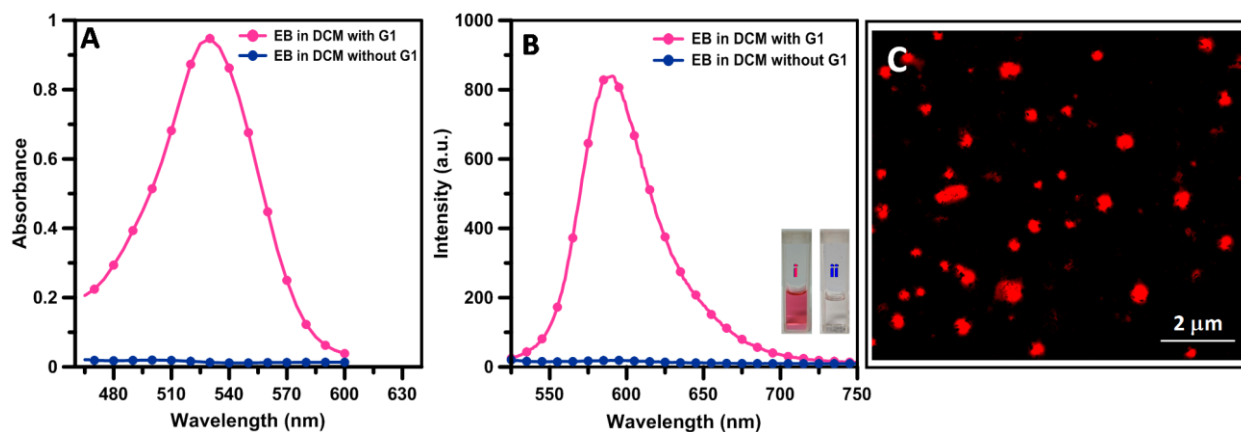 A
EB in DCM with G1
EB in DCM without G1
1
0.8
0.6
0.4
0.2
0
Absorbance
480
510
540
570
600
630
Wavelength (nm)
B
EB in DCM with G1
EB in DCM without G1
1000
800
600
400
200
0
Intensity (a.u.)
i
ii
550
600
650
700
750
Wavelength (nm)
C
2 μm